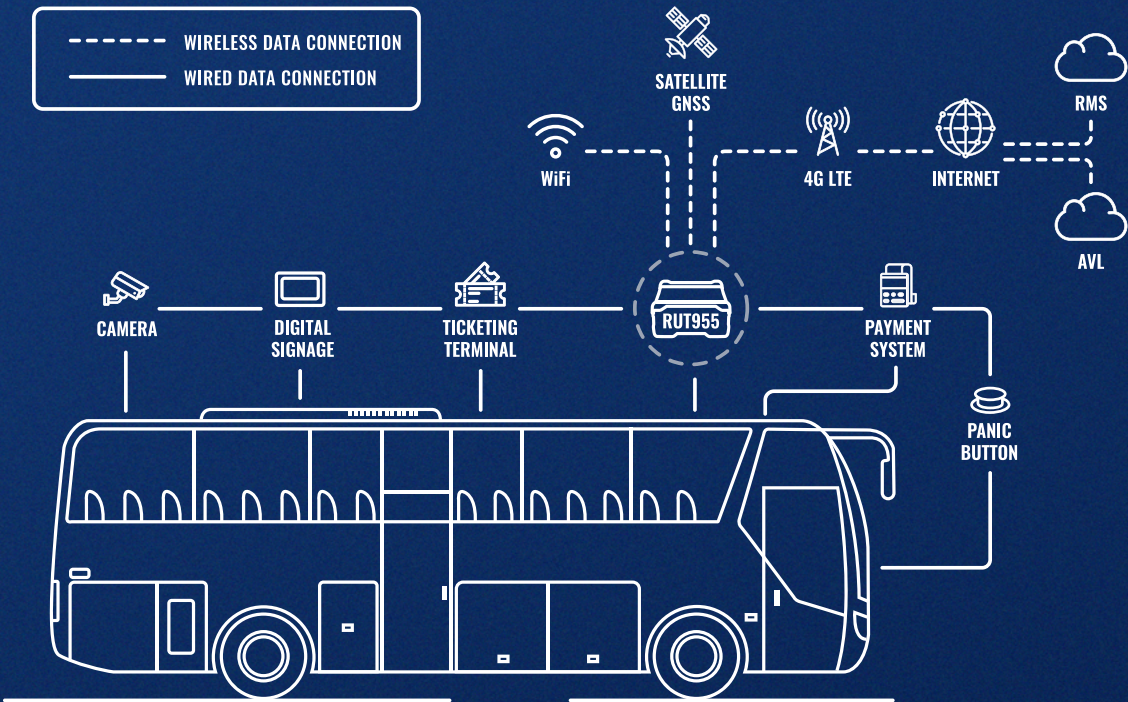 WIRELESS DATA CONNECTION
WIRED DATA CONNECTION
SATELLITE
GNSS
RMS
WiFi
4G LTE
INTERNET
AVL
CAMERA
DIGITAL
SIGNAGE
TICKETING
TERMINAL
RUT955
PAYMENT
SYSTEM
PANIC
BUTTON